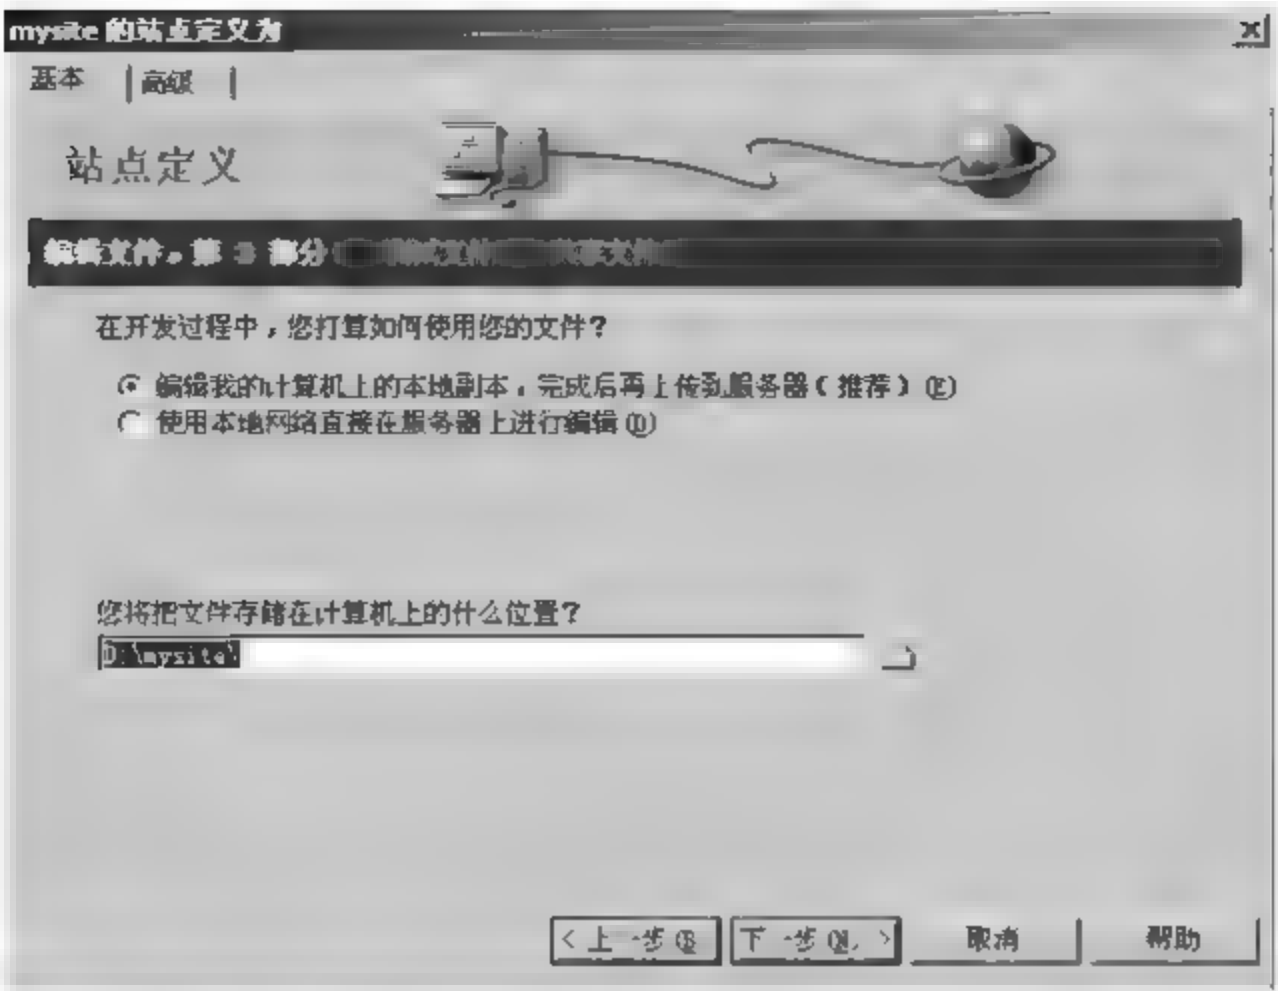 mysite 的站点定义为
基本 高级
站点定义
编辑文件，第 3 部分
在开发过程中，您打算如何使用您的文件？
编辑我的计算机上的本地副本，完成后再上传到服务器（推荐）(E)
使用本地网络直接在服务器上进行编辑(D)
您将把文件存储在计算机上的什么位置？
D:\mysite\
< 上一步(B 下一步(N) > 取消 帮助